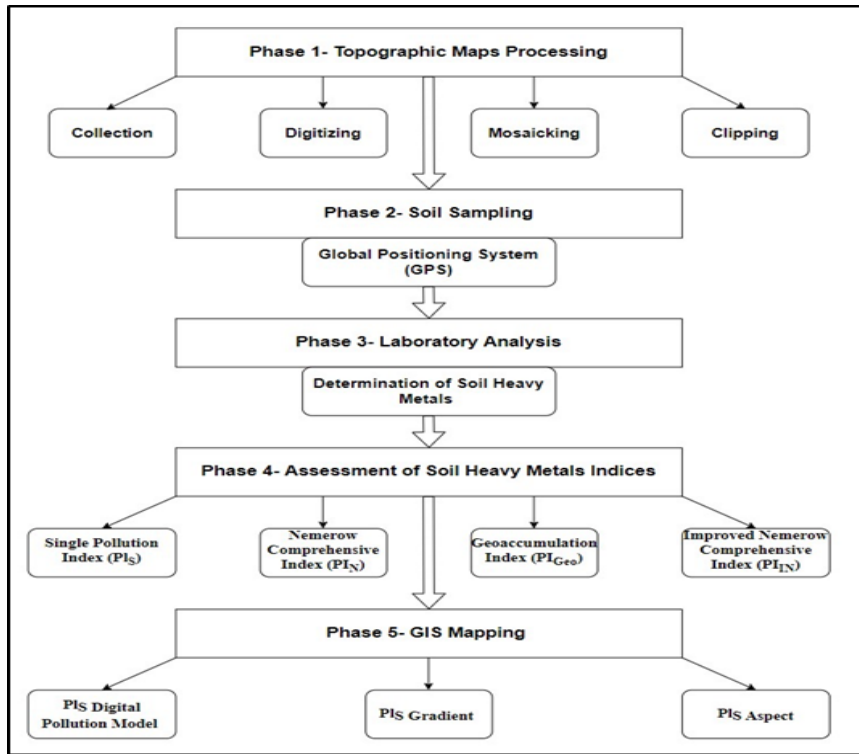 Phase 1- Topographic Maps Processing
Collection
Digitizing
Mosaicking
Clipping
Phase 2- Soil Sampling
Global Positioning System
(GPS)
Phase 3- Laboratory Analysis
Determination of Soil Heavy
Metals
Phase 4- Assessment of Soil Heavy Metals Indices
Single Pollution
Index (PIS)
Nemerow
Comprehensive
Index (PIN)
Geoaccumulation
Index (PIGeo)
Improved Nemerow
Comprehensive
Index (PIIN)
Phase 5- GIS Mapping
PIS Digital
Pollution Model
PIS Gradient
PIS Aspect